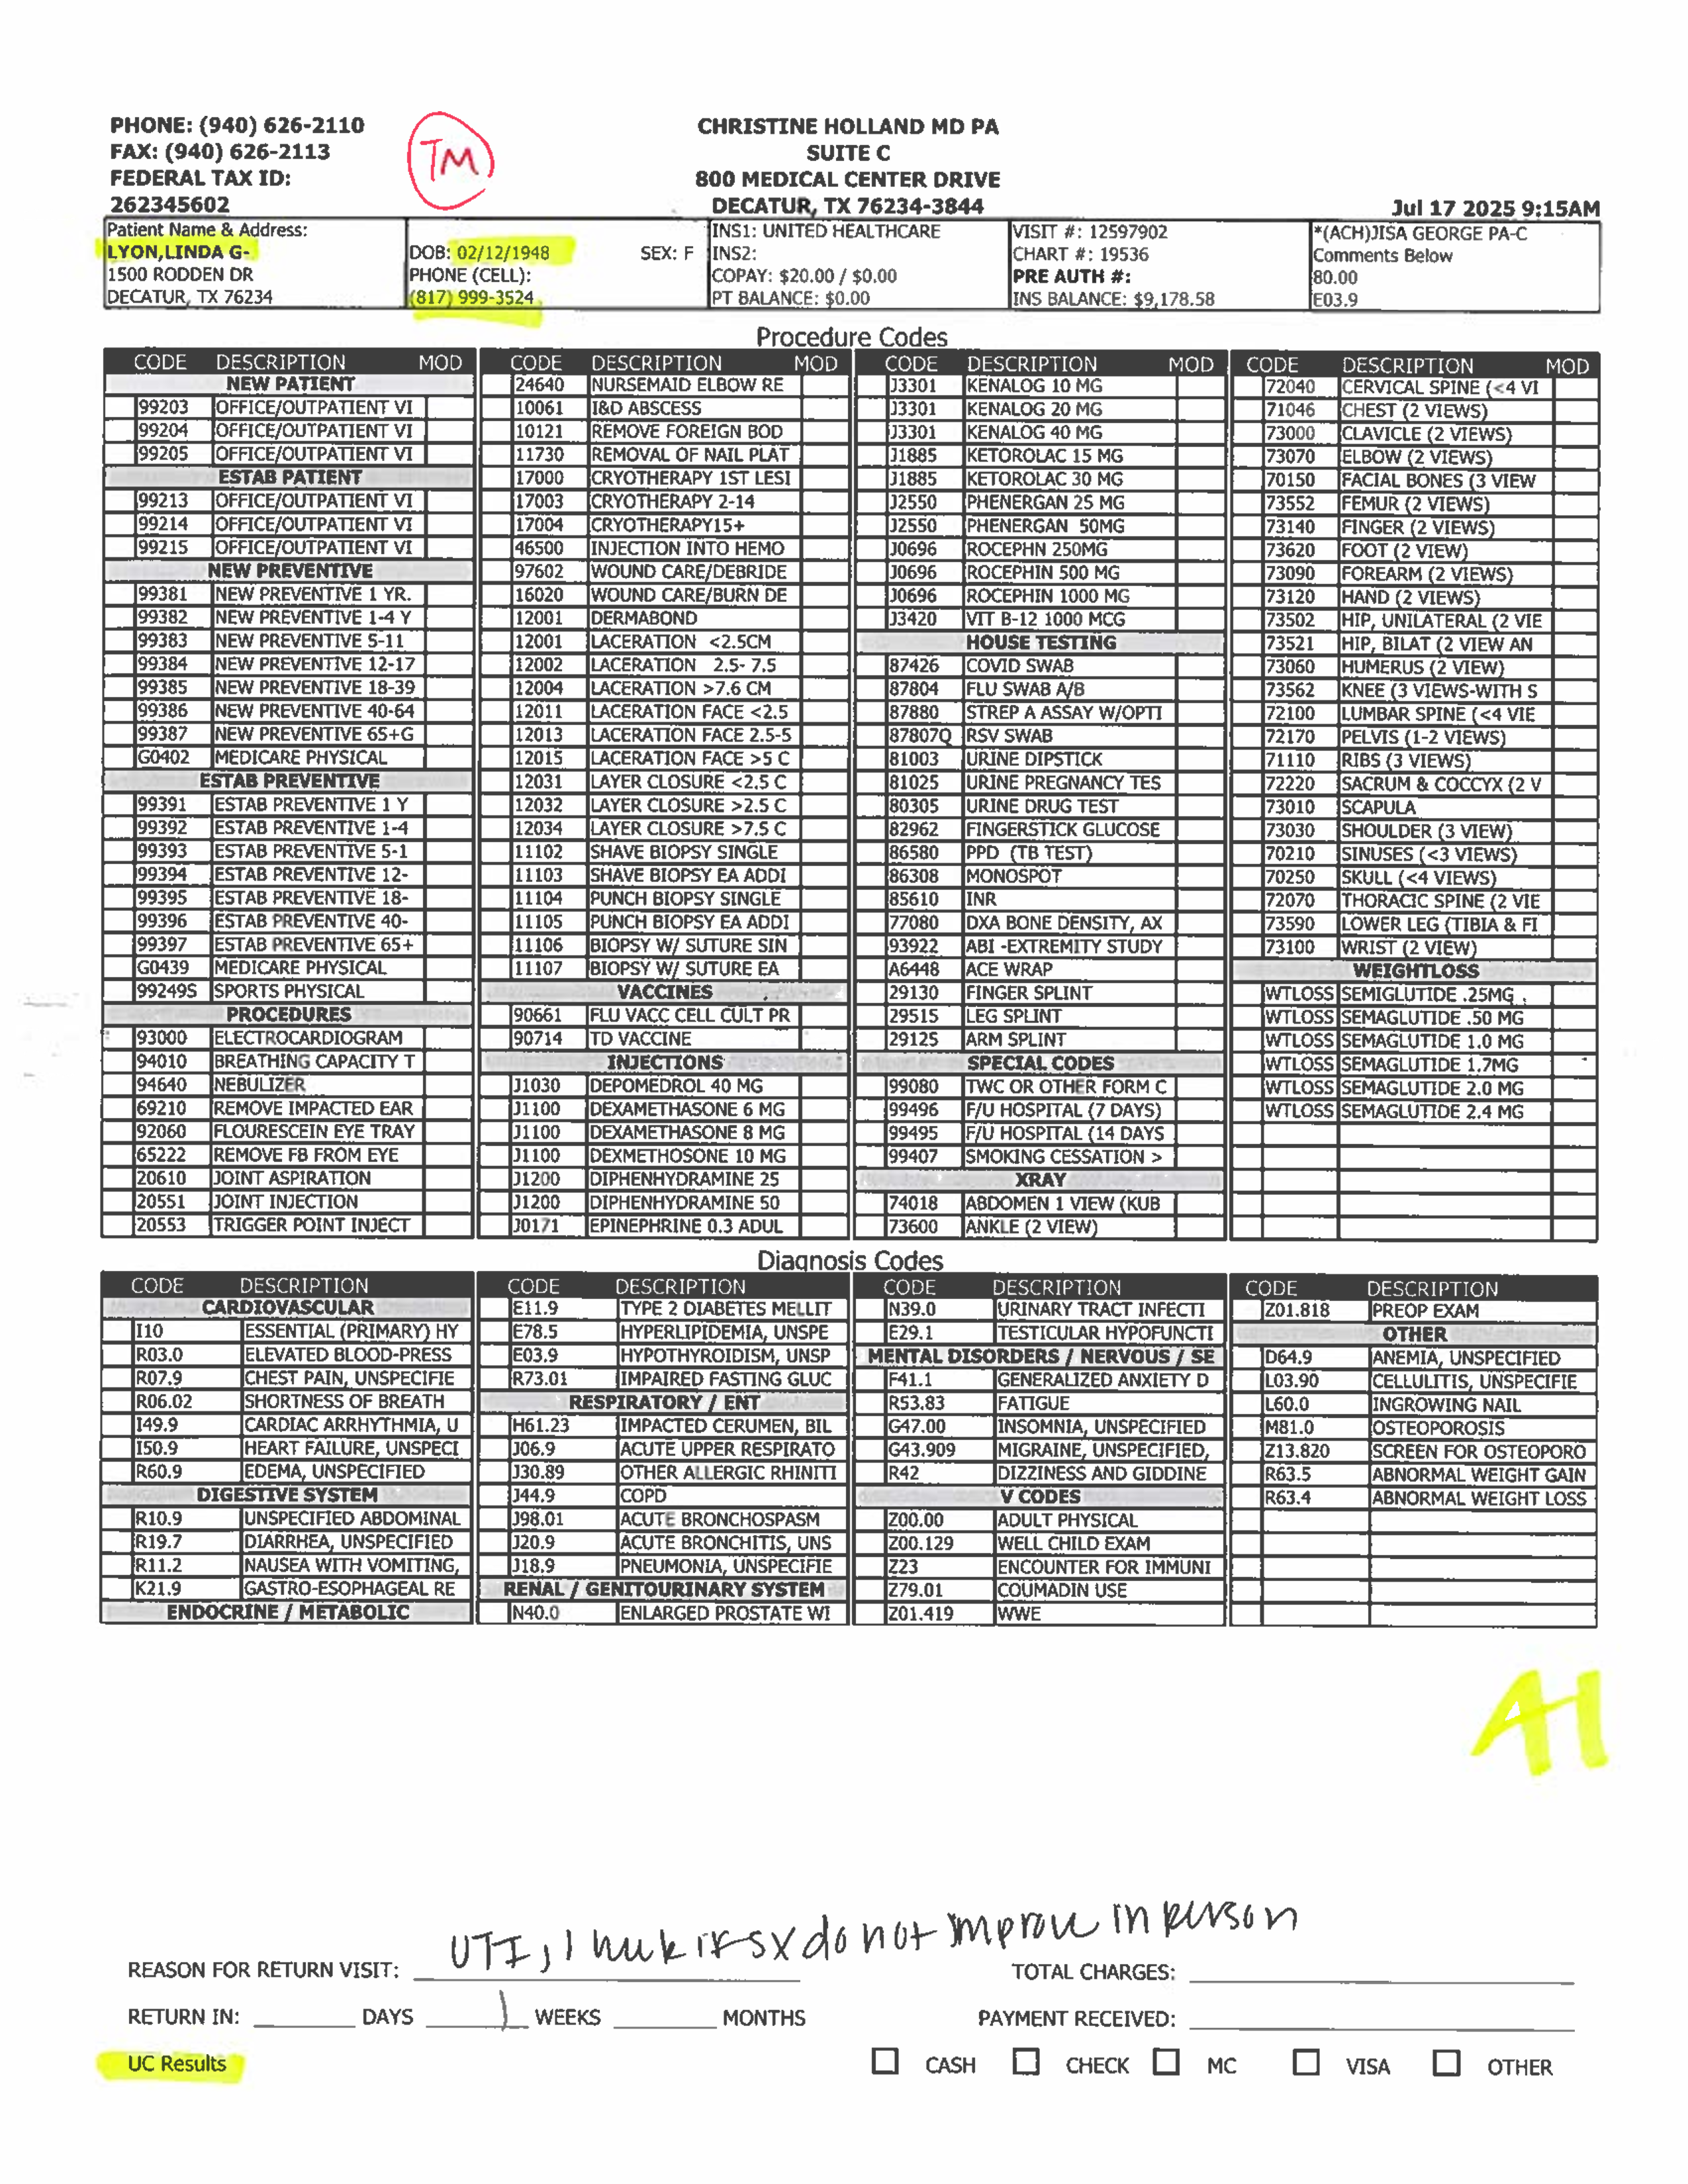 PHONE: (940) 626-2110
FAX: (940) 626-2113
FEDERAL TAX ID:
262345602
TM
CHRISTINE HOLLAND MD PA
SUITE C
800 MEDICAL CENTER DRIVE
DECATUR, TX 76234-3844
Jul 17 2025 9:15AM
Patient Name & Address:
LYON,LINDA G-
1500 RODDEN DR
DECATUR, TX 76234
DOB: 02/12/1948 SEX: F
PHONE (CELL):
(817) 999-3524
INS1: UNITED HEALTHCARE
INS2:
COPAY: $20.00 / $0.00
PT BALANCE: $0.00
VISIT #: 12597902
CHART #: 19536
PRE AUTH #:
INS BALANCE: $9,178.58
*(ACH)JISA GEORGE PA-C
Comments Below
80.00
E03.9
Procedure Codes
CODE DESCRIPTION MOD
NEW PATIENT
99203 OFFICE/OUTPATIENT VI
99204 OFFICE/OUTPATIENT VI
99205 OFFICE/OUTPATIENT VI
ESTAB PATIENT
99213 OFFICE/OUTPATIENT VI
99214 OFFICE/OUTPATIENT VI
99215 OFFICE/OUTPATIENT VI
NEW PREVENTIVE
99381 NEW PREVENTIVE 1 YR.
99382 NEW PREVENTIVE 1-4 Y
99383 NEW PREVENTIVE 5-11
99384 NEW PREVENTIVE 12-17
99385 NEW PREVENTIVE 18-39
99386 NEW PREVENTIVE 40-64
99387 NEW PREVENTIVE 65+G
G0402 MEDICARE PHYSICAL
ESTAB PREVENTIVE
99391 ESTAB PREVENTIVE 1 Y
99392 ESTAB PREVENTIVE 1-4
99393 ESTAB PREVENTIVE 5-1
99394 ESTAB PREVENTIVE 12-
99395 ESTAB PREVENTIVE 18-
99396 ESTAB PREVENTIVE 40-
99397 ESTAB PREVENTIVE 65+
G0439 MEDICARE PHYSICAL
99249S SPORTS PHYSICAL
PROCEDURES
93000 ELECTROCARDIOGRAM
94010 BREATHING CAPACITY T
94640 NEBULIZER
69210 REMOVE IMPACTED EAR
92060 FLOURESCEIN EYE TRAY
65222 REMOVE FB FROM EYE
20610 JOINT ASPIRATION
20551 JOINT INJECTION
20553 TRIGGER POINT INJECT
CODE DESCRIPTION MOD
24640 NURSEMAID ELBOW RE
10061 I&D ABSCESS
10121 REMOVE FOREIGN BOD
11730 REMOVAL OF NAIL PLAT
17000 CRYOTHERAPY 1ST LESI
17003 CRYOTHERAPY 2-14
17004 CRYOTHERAPY15+
46500 INJECTION INTO HEMO
97602 WOUND CARE/DEBRIDE
16020 WOUND CARE/BURN DE
12001 DERMABOND
12001 LACERATION <2.5CM
12002 LACERATION 2.5- 7.5
12004 LACERATION >7.6 CM
12011 LACERATION FACE <2.5
12013 LACERATION FACE 2.5-5
12015 LACERATION FACE >5 C
12031 LAYER CLOSURE <2.5 C
12032 LAYER CLOSURE >2.5 C
12034 LAYER CLOSURE >7.5 C
11102 SHAVE BIOPSY SINGLE
11103 SHAVE BIOPSY EA ADDI
11104 PUNCH BIOPSY SINGLE
11105 PUNCH BIOPSY EA ADDI
11106 BIOPSY W/ SUTURE SIN
11107 BIOPSY W/ SUTURE EA
VACCINES
90661 FLU VACC CELL CULT PR
90714 TD VACCINE
INJECTIONS
J1030 DEPOMEDROL 40 MG
J1100 DEXAMETHASONE 6 MG
J1100 DEXAMETHASONE 8 MG
J1100 DEXMETHOSONE 10 MG
J1200 DIPHENHYDRAMINE 25
J1200 DIPHENHYDRAMINE 50
J0171 EPINEPHRINE 0.3 ADUL
CODE DESCRIPTION MOD
J3301 KENALOG 10 MG
J3301 KENALOG 20 MG
J3301 KENALOG 40 MG
J1885 KETOROLAC 15 MG
J1885 KETOROLAC 30 MG
J2550 PHENERGAN 25 MG
J2550 PHENERGAN 50MG
J0696 ROCEPHN 250MG
J0696 ROCEPHIN 500 MG
J0696 ROCEPHIN 1000 MG
J3420 VIT B-12 1000 MCG
HOUSE TESTING
87426 COVID SWAB
87804 FLU SWAB A/B
87880 STREP A ASSAY W/OPTI
87807Q RSV SWAB
81003 URINE DIPSTICK
81025 URINE PREGNANCY TES
80305 URINE DRUG TEST
82962 FINGERSTICK GLUCOSE
86580 PPD (TB TEST)
86308 MONOSPOT
85610 INR
77080 DXA BONE DENSITY, AX
93922 ABI -EXTREMITY STUDY
A6448 ACE WRAP
29130 FINGER SPLINT
29515 LEG SPLINT
29125 ARM SPLINT
SPECIAL CODES
99080 TWC OR OTHER FORM C
99496 F/U HOSPITAL (7 DAYS)
99495 F/U HOSPITAL (14 DAYS
99407 SMOKING CESSATION >
XRAY
74018 ABDOMEN 1 VIEW (KUB
73600 ANKLE (2 VIEW)
CODE DESCRIPTION MOD
72040 CERVICAL SPINE (<4 VI
71046 CHEST (2 VIEWS)
73000 CLAVICLE (2 VIEWS)
73070 ELBOW (2 VIEWS)
70150 FACIAL BONES (3 VIEW
73552 FEMUR (2 VIEWS)
73140 FINGER (2 VIEWS)
73620 FOOT (2 VIEW)
73090 FOREARM (2 VIEWS)
73120 HAND (2 VIEWS)
73502 HIP, UNILATERAL (2 VIE
73521 HIP, BILAT (2 VIEW AN
73060 HUMERUS (2 VIEW)
73562 KNEE (3 VIEWS-WITH S
72100 LUMBAR SPINE (<4 VIE
72170 PELVIS (1-2 VIEWS)
71110 RIBS (3 VIEWS)
72220 SACRUM & COCCYX (2 V
73010 SCAPULA
73030 SHOULDER (3 VIEW)
70210 SINUSES (<3 VIEWS)
70250 SKULL (<4 VIEWS)
72070 THORACIC SPINE (2 VIE
73590 LOWER LEG (TIBIA & FI
73100 WRIST (2 VIEW)
WEIGHTLOSS
WTLOSS SEMIGLUTIDE .25MG
WTLOSS SEMAGLUTIDE .50 MG
WTLOSS SEMAGLUTIDE 1.0 MG
WTLOSS SEMAGLUTIDE 1.7MG
WTLOSS SEMAGLUTIDE 2.0 MG
WTLOSS SEMAGLUTIDE 2.4 MG
Diagnosis Codes
CODE DESCRIPTION
CARDIOVASCULAR
I10 ESSENTIAL (PRIMARY) HY
R03.0 ELEVATED BLOOD-PRESS
R07.9 CHEST PAIN, UNSPECIFIE
R06.02 SHORTNESS OF BREATH
I49.9 CARDIAC ARRHYTHMIA, U
I50.9 HEART FAILURE, UNSPECI
R60.9 EDEMA, UNSPECIFIED
DIGESTIVE SYSTEM
R10.9 UNSPECIFIED ABDOMINAL
R19.7 DIARRHEA, UNSPECIFIED
R11.2 NAUSEA WITH VOMITING,
K21.9 GASTRO-ESOPHAGEAL RE
ENDOCRINE / METABOLIC
CODE DESCRIPTION
E11.9 TYPE 2 DIABETES MELLIT
E78.5 HYPERLIPIDEMIA, UNSPE
E03.9 HYPOTHYROIDISM, UNSP
R73.01 IMPAIRED FASTING GLUC
RESPIRATORY / ENT
H61.23 IMPACTED CERUMEN, BIL
J06.9 ACUTE UPPER RESPIRATO
J30.89 OTHER ALLERGIC RHINITI
J44.9 COPD
J98.01 ACUTE BRONCHOSPASM
J20.9 ACUTE BRONCHITIS, UNS
J18.9 PNEUMONIA, UNSPECIFIE
RENAL / GENITOURINARY SYSTEM
N40.0 ENLARGED PROSTATE WI
CODE DESCRIPTION
N39.0 URINARY TRACT INFECTI
E29.1 TESTICULAR HYPOFUNCTI
MENTAL DISORDERS / NERVOUS / SE
F41.1 GENERALIZED ANXIETY D
R53.83 FATIGUE
G47.00 INSOMNIA, UNSPECIFIED
G43.909 MIGRAINE, UNSPECIFIED,
R42 DIZZINESS AND GIDDINE
V CODES
Z00.00 ADULT PHYSICAL
Z00.129 WELL CHILD EXAM
Z23 ENCOUNTER FOR IMMUNI
Z79.01 COUMADIN USE
Z01.419 WWE
CODE DESCRIPTION
Z01.818 PREOP EXAM
OTHER
D64.9 ANEMIA, UNSPECIFIED
L03.90 CELLULITIS, UNSPECIFIE
L60.0 INGROWING NAIL
M81.0 OSTEOPOROSIS
Z13.820 SCREEN FOR OSTEOPORO
R63.5 ABNORMAL WEIGHT GAIN
R63.4 ABNORMAL WEIGHT LOSS
A1
REASON FOR RETURN VISIT: UTI, 1 week if sx do not improve in person
TOTAL CHARGES:
RETURN IN: DAYS 1 WEEKS MONTHS
PAYMENT RECEIVED:
UC Results
CASH CHECK MC VISA OTHER